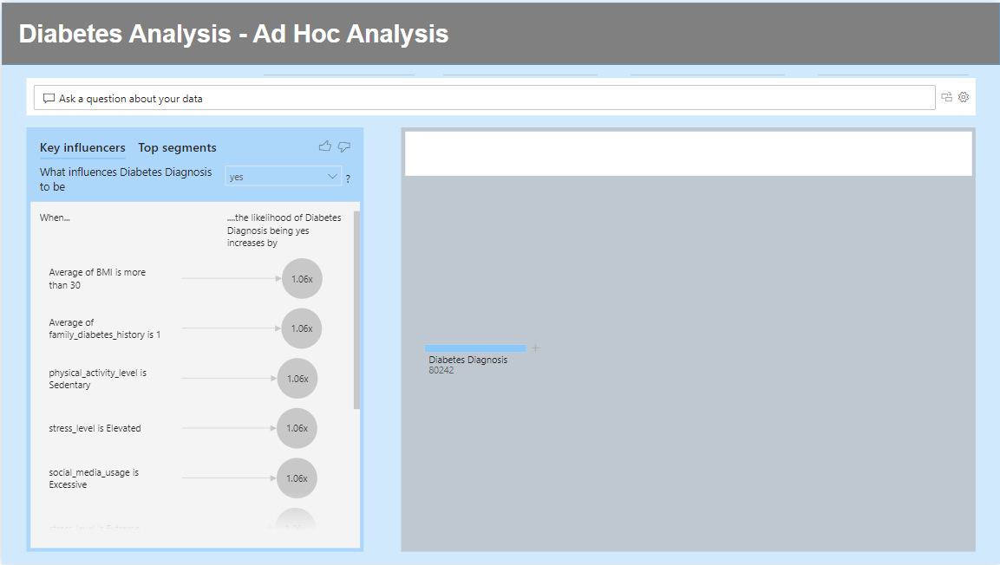 Diabetes Analysis - Ad Hoc Analysis
Ask a question about your data
Key influencers Top segments
What influences Diabetes Diagnosis
to be
yes
?
When...
....the likelihood of Diabetes
Diagnosis being yes
increases by
Average of BMI is more
than 30
1.06x
Average of
family_diabetes_history is 1
1.06x
physical_activity_level is
Sedentary
1.06x
stress_level is Elevated
1.06x
social_media_usage is
Excessive
1.06x
Diabetes Diagnosis
80242